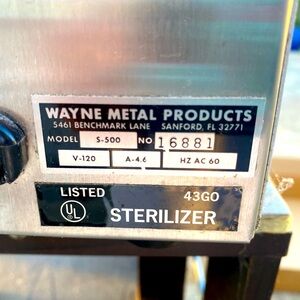 WAYNE METAL PRODUCTS
5461 BENCHMARK LANE SANFORD, FL 32771
MODEL S-500 NO 16881
V-120 A-4.6 HZ AC 60
LISTED 43GO
UL STERILIZER